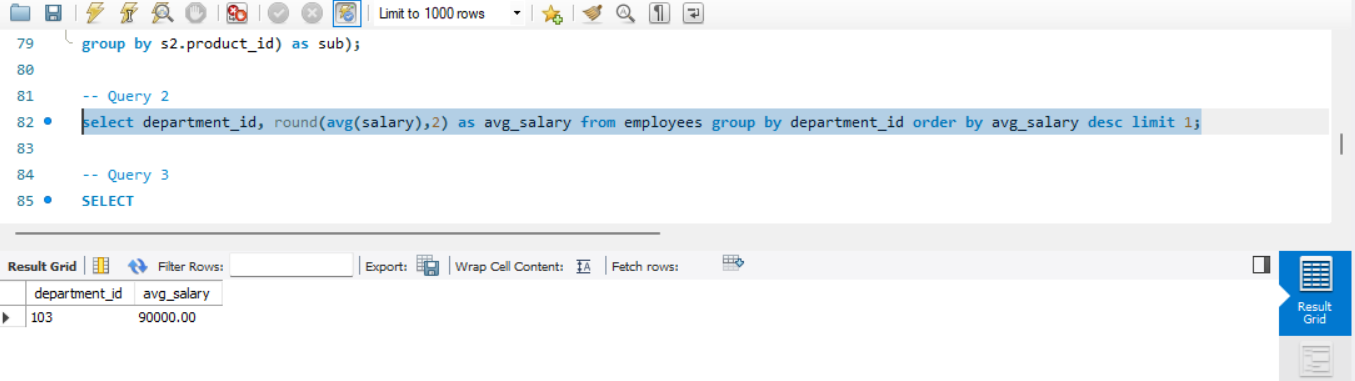 Limit to 1000 rows
79 group by s2.product_id) as sub);
80
81 -- Query 2
82 select department_id, round(avg(salary),2) as avg_salary from employees group by department_id order by avg_salary desc limit 1;
83
84 -- Query 3
85 SELECT
Result Grid Filter Rows: Export: Wrap Cell Content: Fetch rows:
department_id avg_salary
103 90000.00
Result
Grid